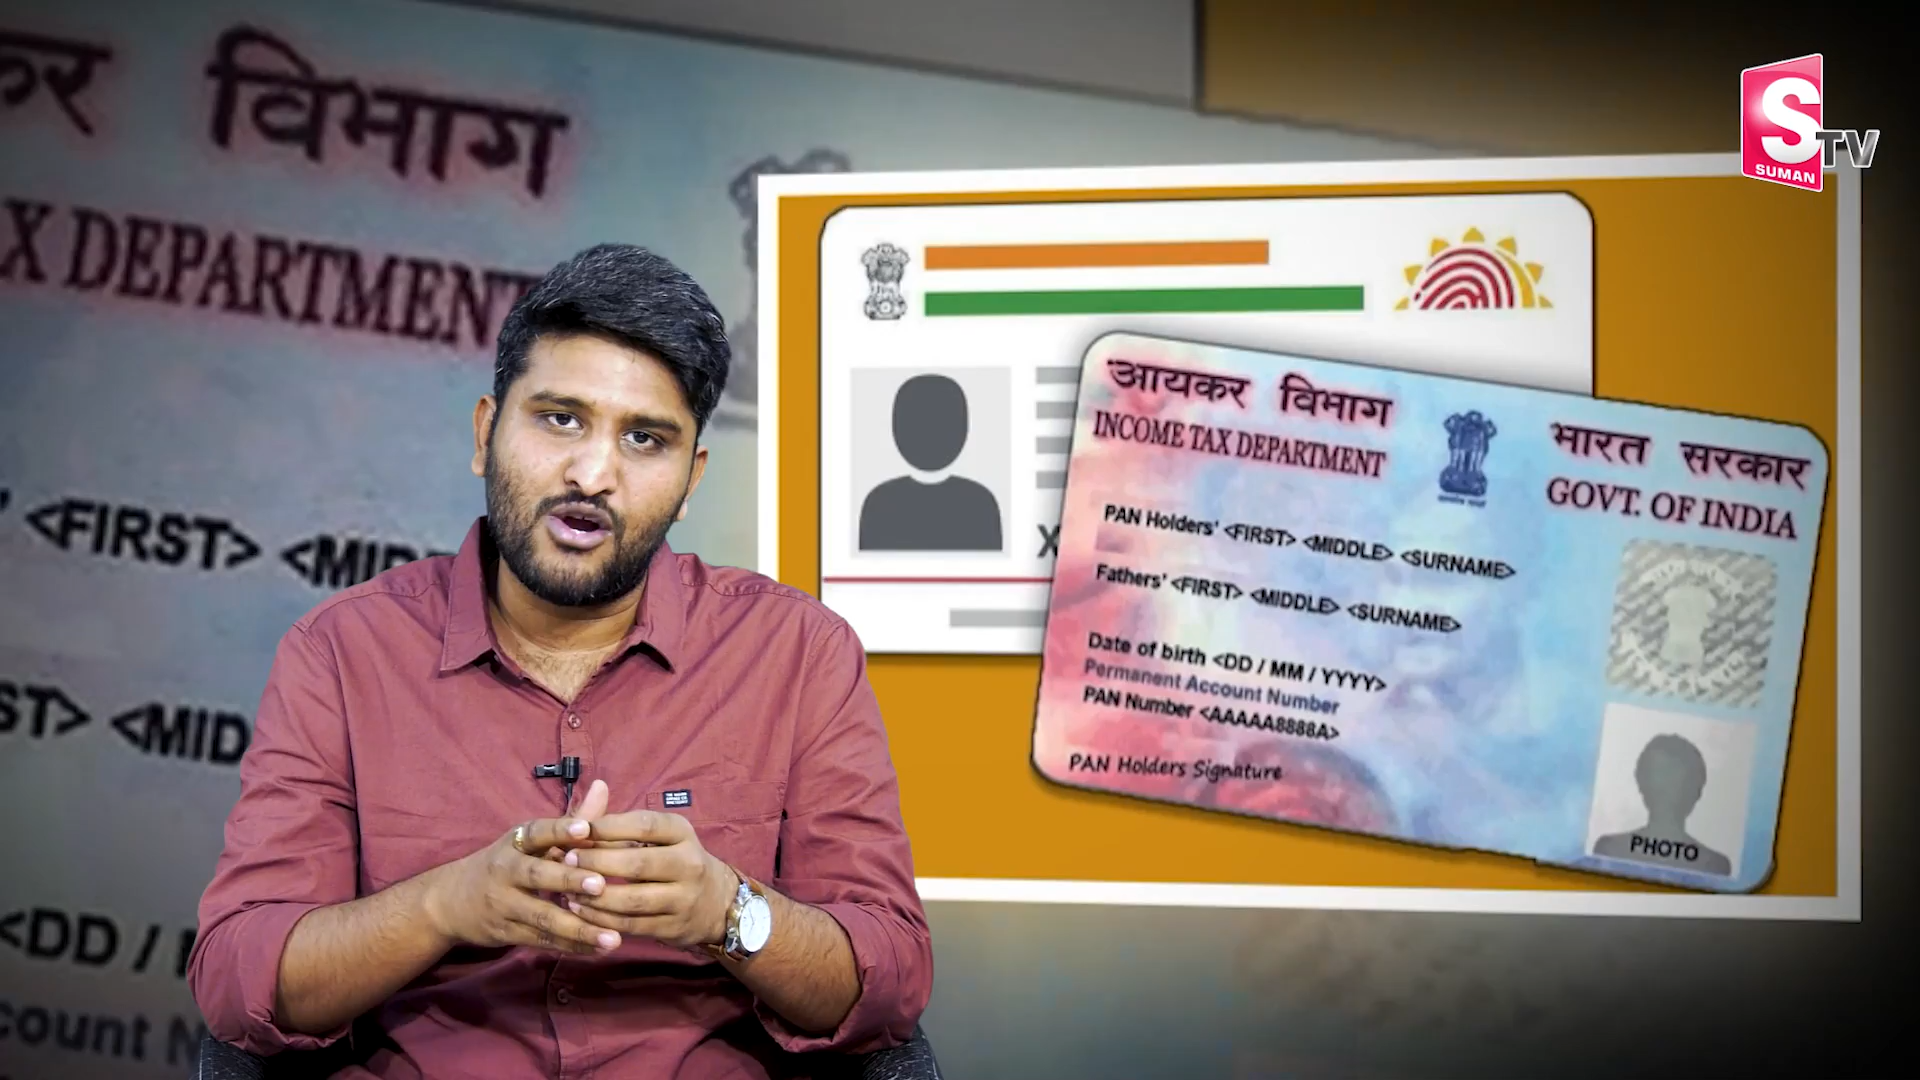 कर विभाग
X DEPARTMENT
<FIRST> <MID
ST> <MID
<DD /
count N
S
TV
SUMAN
आयकर विभाग
INCOME TAX DEPARTMENT
भारत सरकार
GOVT. OF INDIA
PAN Holders' <FIRST> <MIDDLE> <SURNAME>
Fathers' <FIRST> <MIDDLE> <SURNAME>
Date of birth <DD / MM / YYYY>
Permanent Account Number
PAN Number <AAAAA8888A>
PAN Holders Signature
PHOTO
X